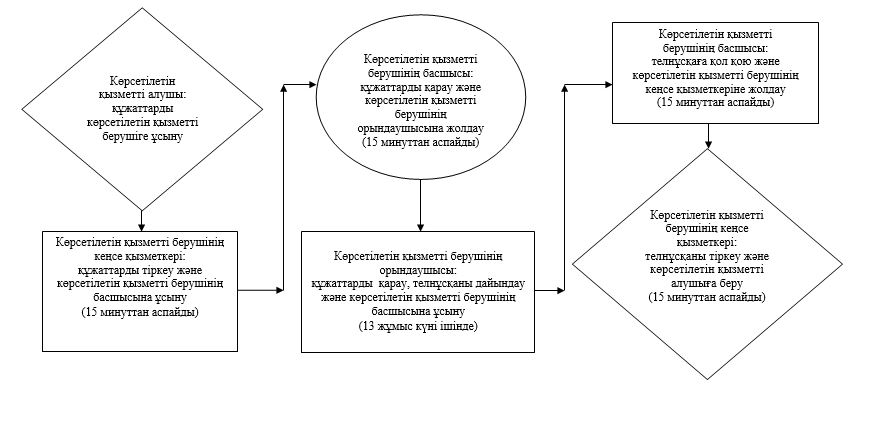 Көрсетілетін
қызметті алушы:
құжаттарды
көрсетілетін қызметті
берушіге ұсыну
Көрсетілетін қызметті берушінің
кеңсе қызметкері:
құжаттарды тіркеу және
көрсетілетін қызметті берушінің
басшысына ұсыну
(15 минуттан аспайды)
Көрсетілетін қызметті
берушінің басшысы:
құжаттарды қарау және
көрсетілетін қызметті
берушінің
орындаушысына жолдау
(15 минуттан аспайды)
Көрсетілетін қызметті берушінің
орындаушысы:
құжаттарды қарау, телнұсқаны дайындау
және көрсетілетін қызметті берушінің
басшысына ұсыну
(13 жұмыс күні ішінде)
Көрсетілетін қызметті
берушінің басшысы:
телнұсқаға қол қою және
көрсетілетін қызметті берушінің
кеңсе қызметкеріне жолдау
(15 минуттан аспайды)
Көрсетілетін қызметті
берушінің кеңсе
қызметкері:
телнұсқаны тіркеу және
көрсетілетін қызметті
алушыға беру
(15 минуттан аспайды)